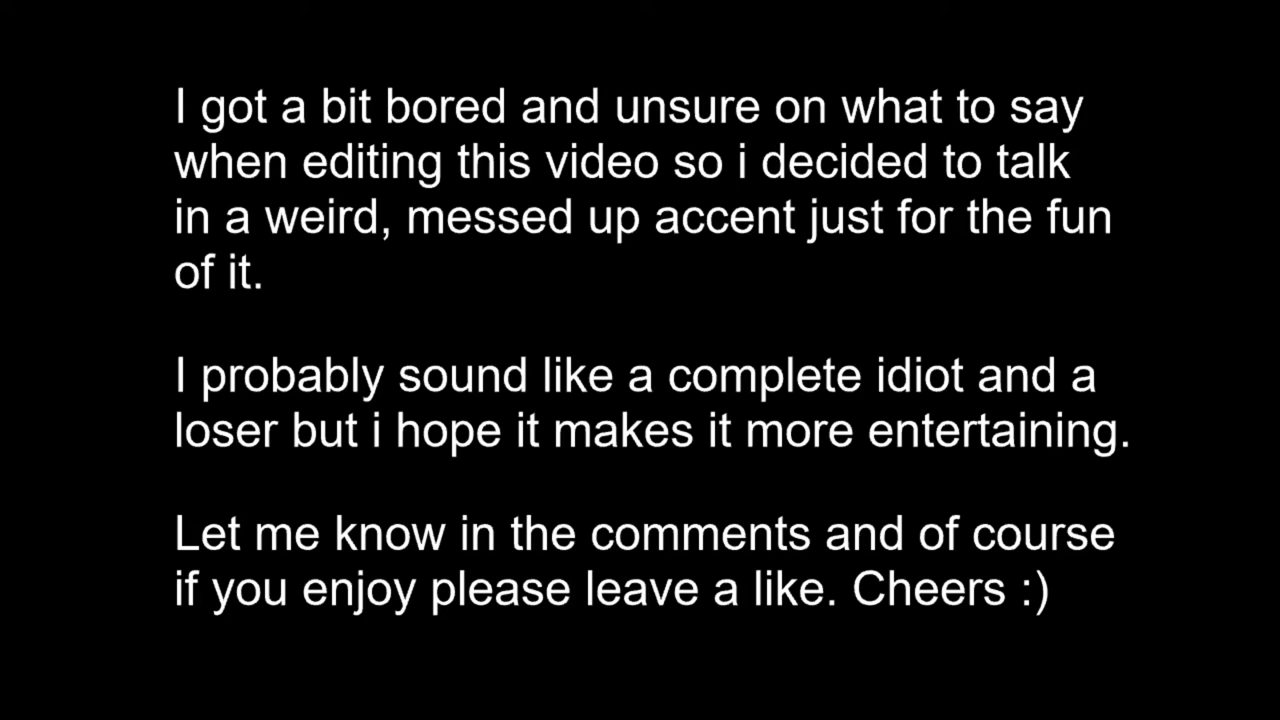 I got a bit bored and unsure on what to say
when editing this video so i decided to talk
in a weird, messed up accent just for the fun
of it.
I probably sound like a complete idiot and a
loser but i hope it makes it more entertaining.
Let me know in the comments and of course
if you enjoy please leave a like. Cheers :)